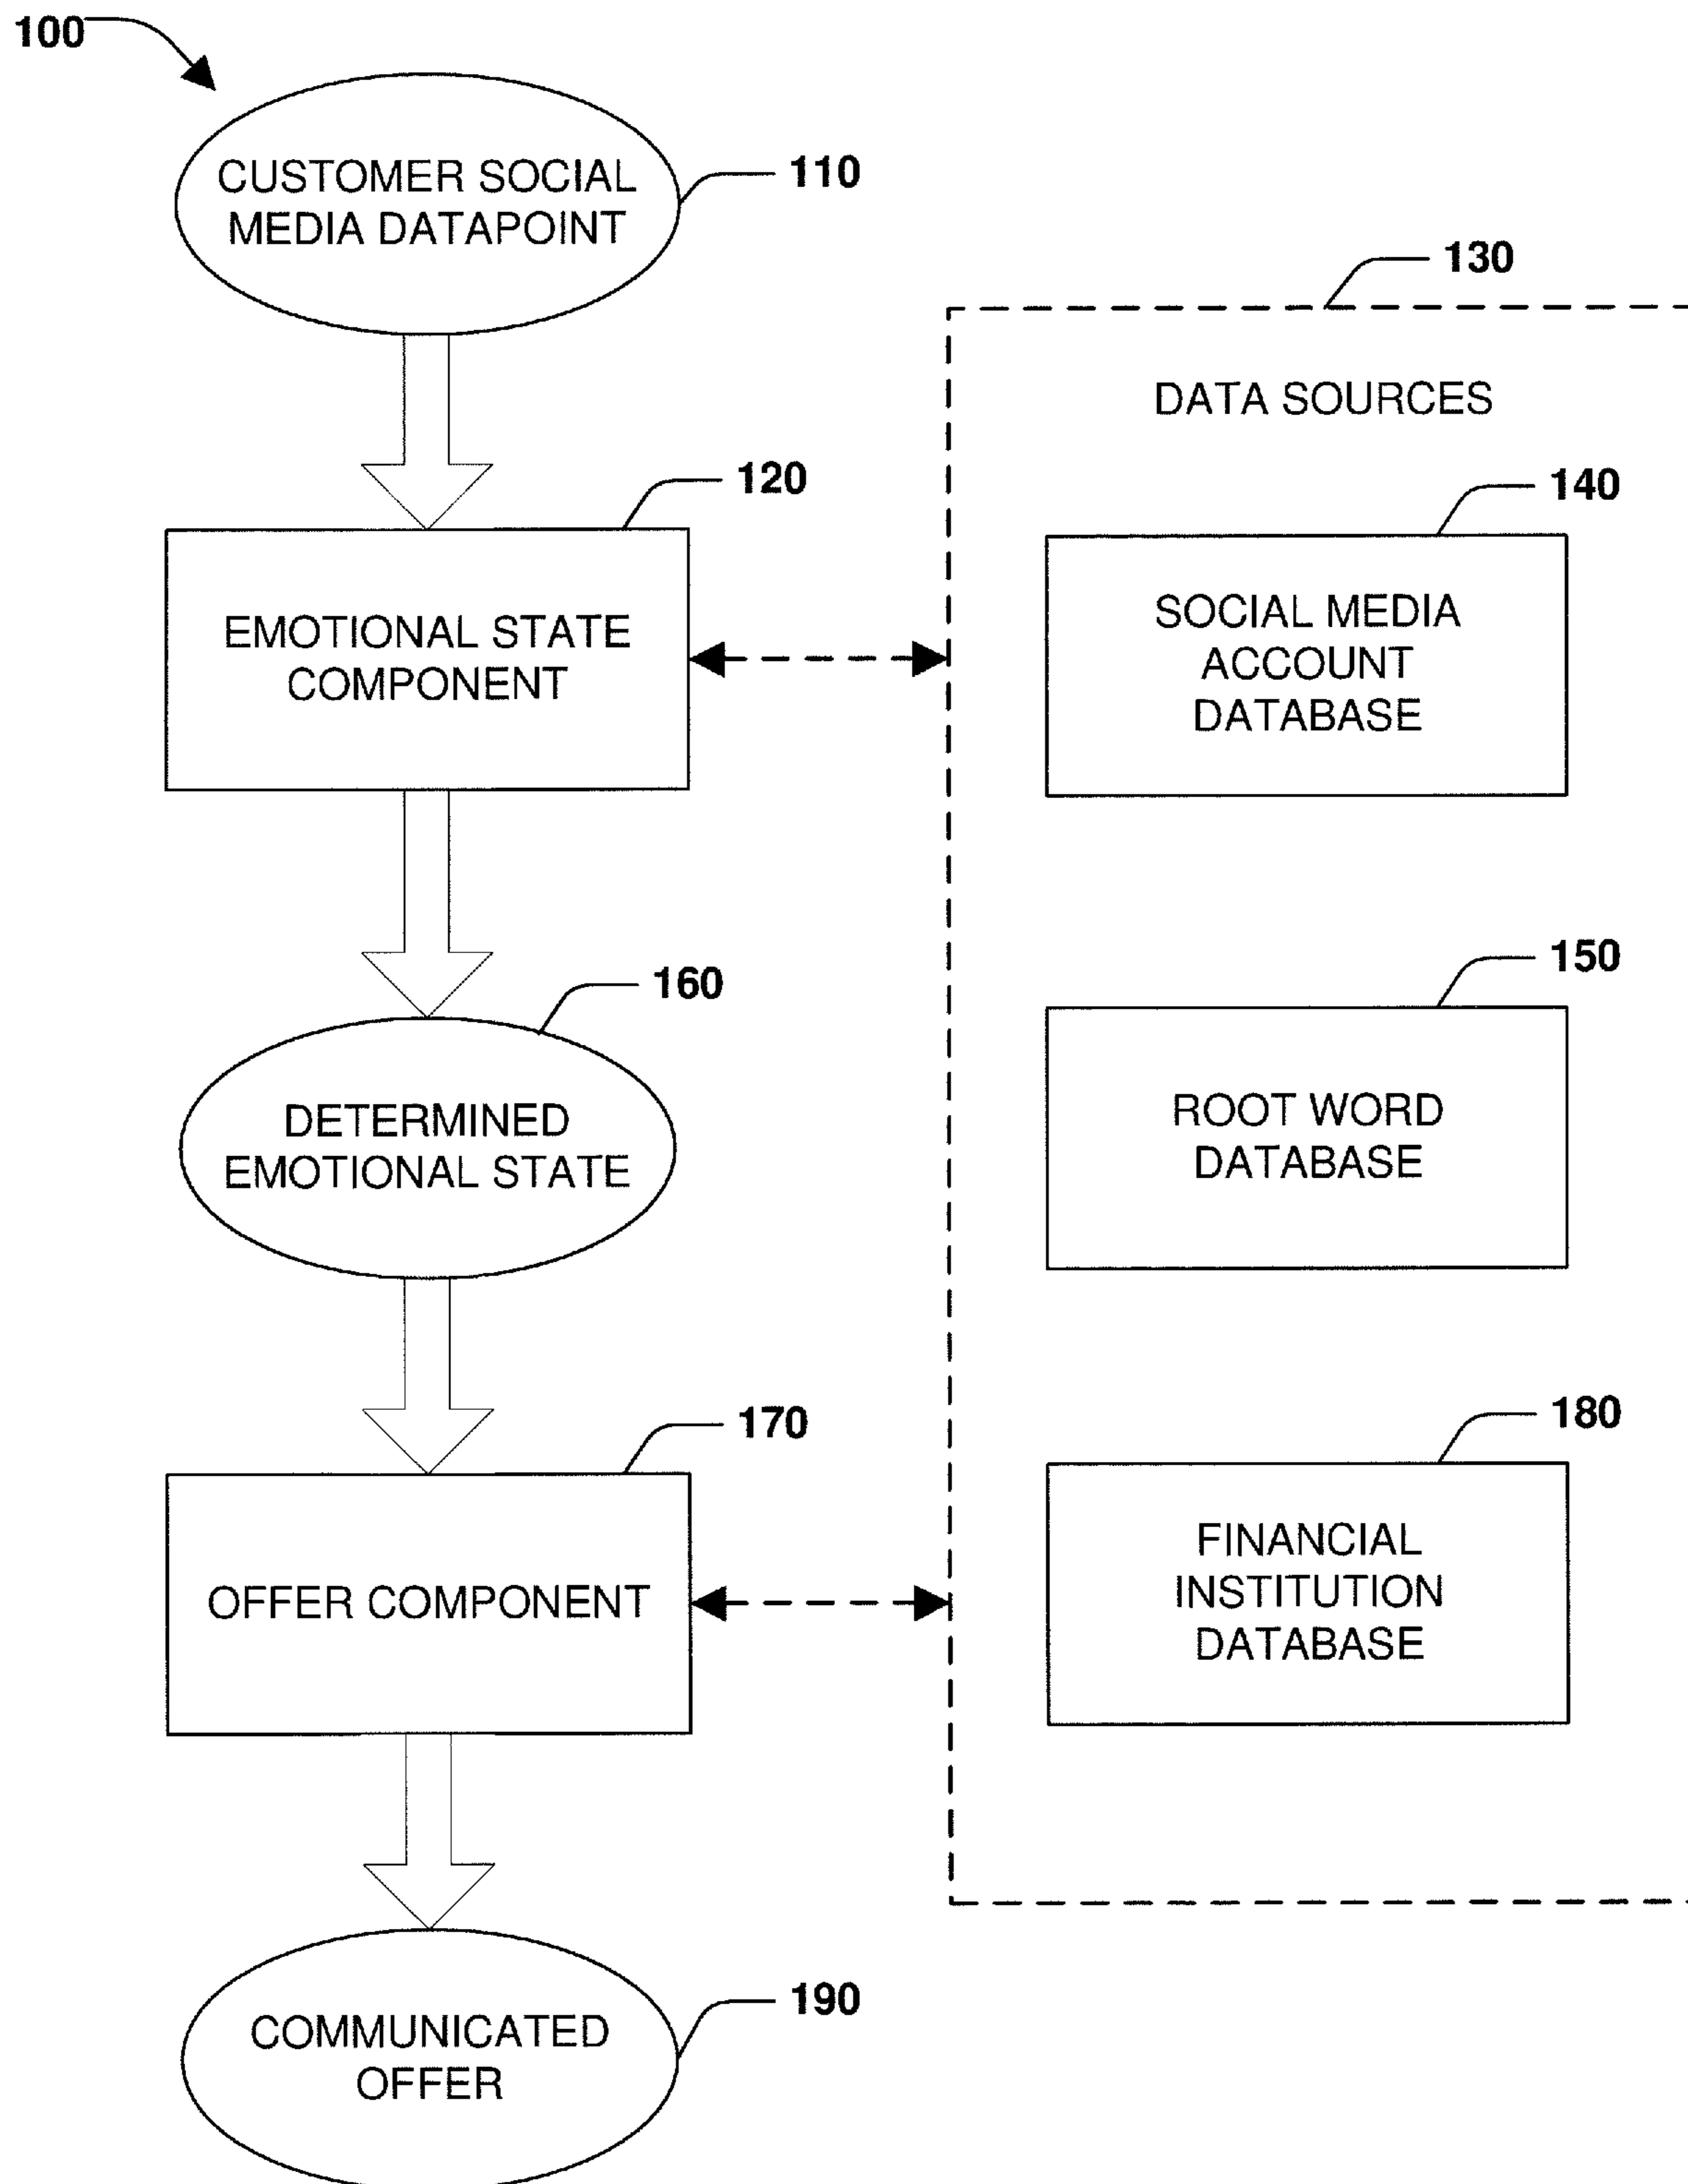 100
CUSTOMER SOCIAL
MEDIA DATAPOINT
110
130
DATA SOURCES
120
EMOTIONAL STATE
COMPONENT
140
SOCIAL MEDIA
ACCOUNT
DATABASE
160
DETERMINED
EMOTIONAL STATE
150
ROOT WORD
DATABASE
170
OFFER COMPONENT
180
FINANCIAL
INSTITUTION
DATABASE
190
COMMUNICATED
OFFER